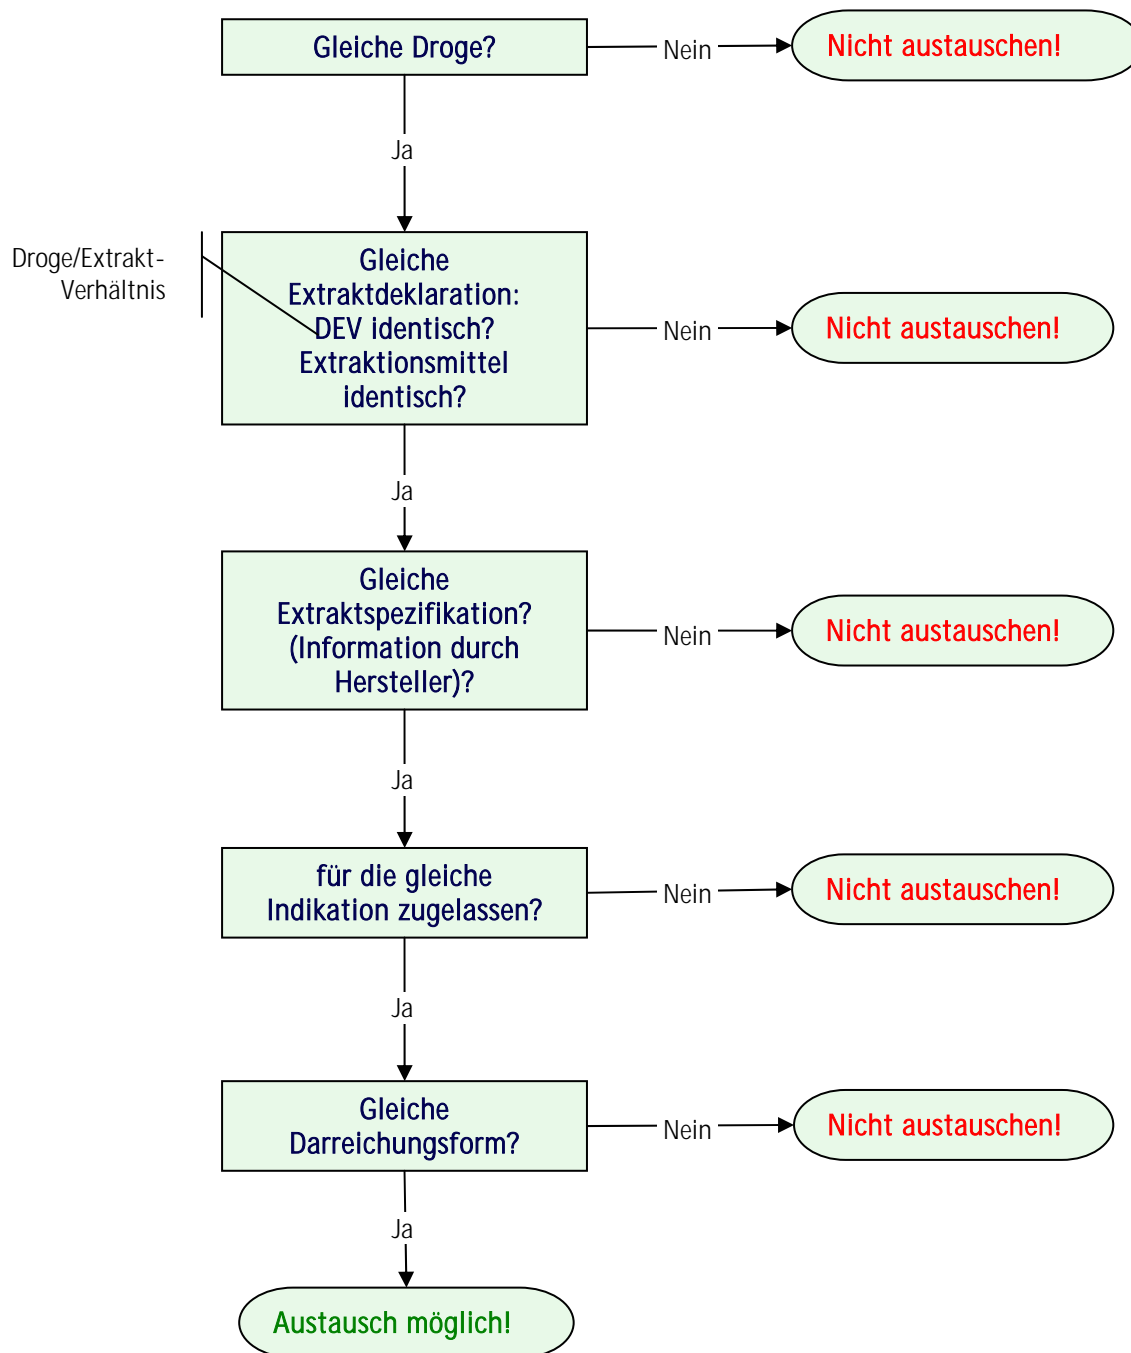 Gleiche Droge?
Nein
Nicht austauschen!
Ja
Droge/Extrakt-
Verhältnis
Gleiche
Extraktdeklaration:
DEV identisch?
Extraktionsmittel
identisch?
Nein
Nicht austauschen!
Ja
Gleiche
Extraktspezifikation?
(Information durch
Hersteller)?
Nein
Nicht austauschen!
Ja
für die gleiche
Indikation zugelassen?
Nein
Nicht austauschen!
Ja
Gleiche
Darreichungsform?
Nein
Nicht austauschen!
Ja
Austausch möglich!